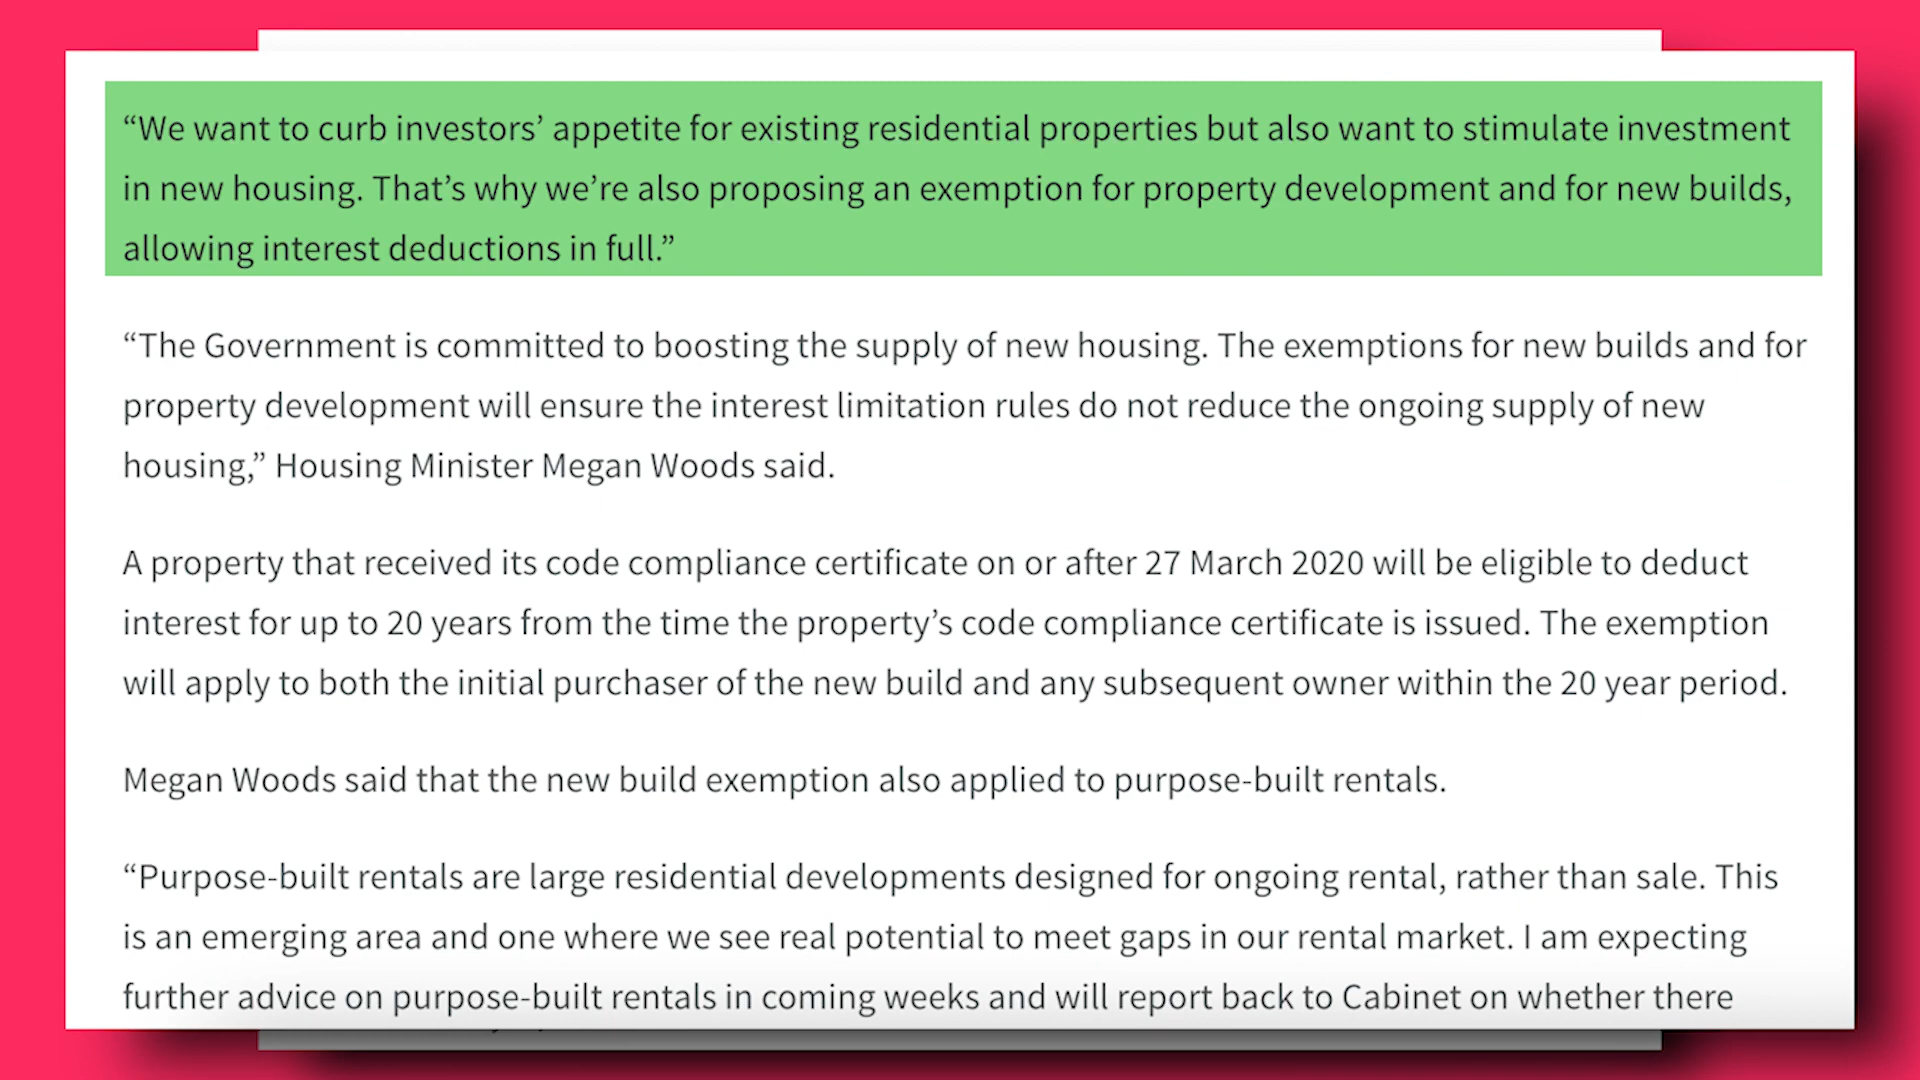 “We want to curb investors’ appetite for existing residential properties but also want to stimulate investment
in new housing. That’s why we’re also proposing an exemption for property development and for new builds,
allowing interest deductions in full.”
“The Government is committed to boosting the supply of new housing. The exemptions for new builds and for
property development will ensure the interest limitation rules do not reduce the ongoing supply of new
housing,” Housing Minister Megan Woods said.
A property that received its code compliance certificate on or after 27 March 2020 will be eligible to deduct
interest for up to 20 years from the time the property’s code compliance certificate is issued. The exemption
will apply to both the initial purchaser of the new build and any subsequent owner within the 20 year period.
Megan Woods said that the new build exemption also applied to purpose-built rentals.
“Purpose-built rentals are large residential developments designed for ongoing rental, rather than sale. This
is an emerging area and one where we see real potential to meet gaps in our rental market. I am expecting
further advice on purpose-built rentals in coming weeks and will report back to Cabinet on whether there